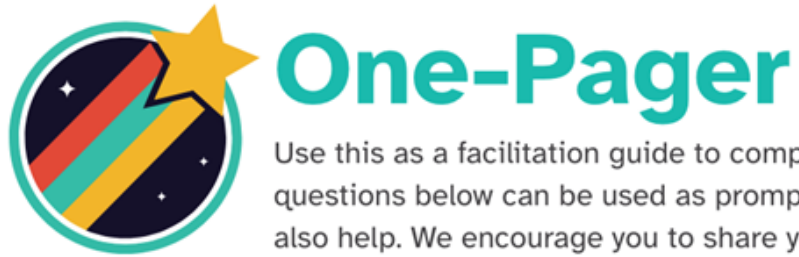 One-Pager
Use this as a facilitation guide to comp
questions below can be used as promp
also help. We encourage you to share y